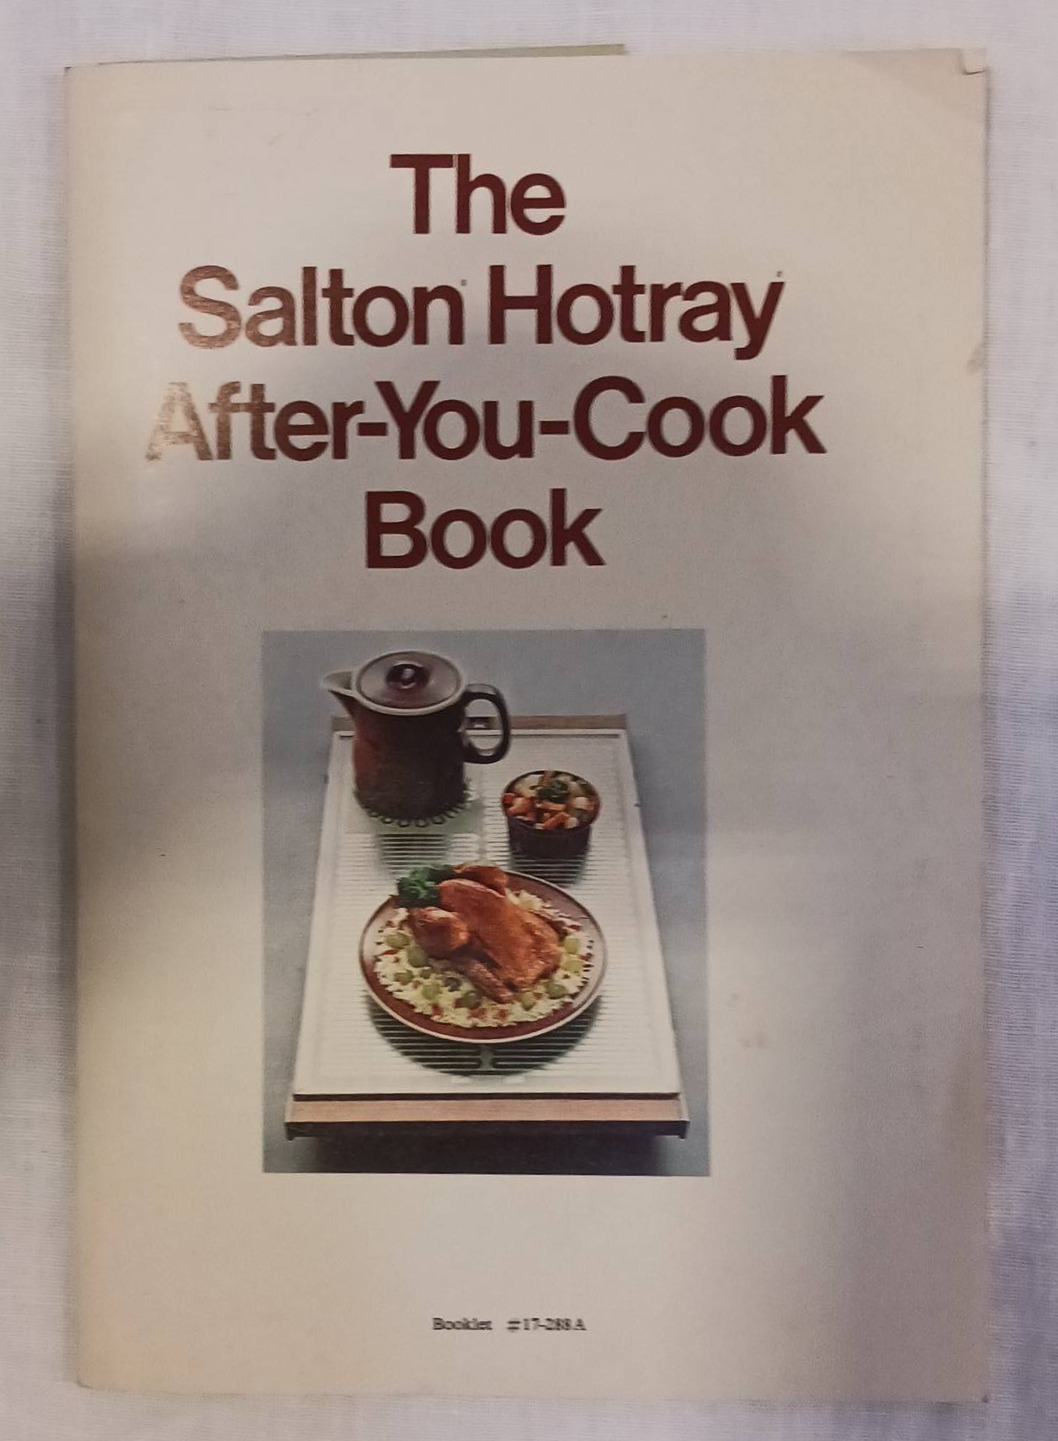 The
Salton® Hotray®
After-You-Cook
Book
Booklet #17-288A